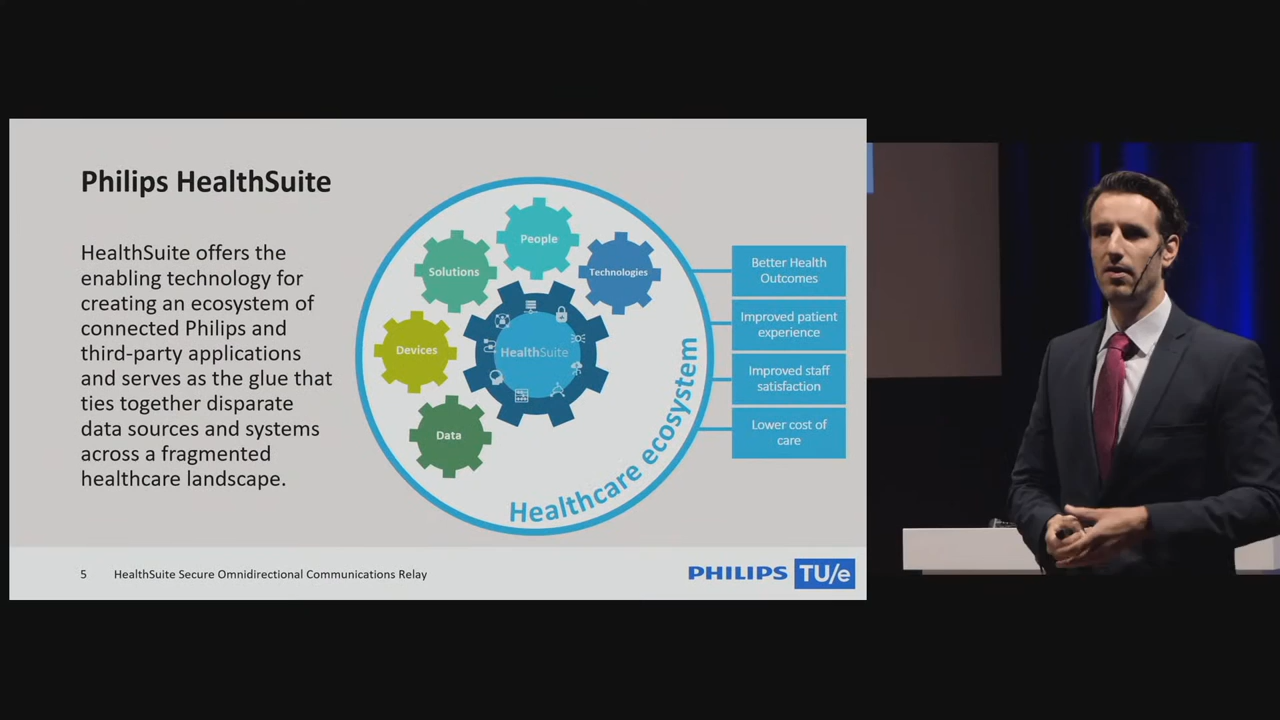 Philips HealthSuite
HealthSuite offers the
enabling technology for
creating an ecosystem of
connected Philips and
third-party applications
and serves as the glue that
ties together disparate
data sources and systems
across a fragmented
healthcare landscape.
People
Solutions
Technologies
Devices
HealthSuite
Data
Healthcare ecosystem
Better Health
Outcomes
Improved patient
experience
Improved staff
satisfaction
Lower cost of
care
5 HealthSuite Secure Omnidirectional Communications Relay
PHILIPS TU/e